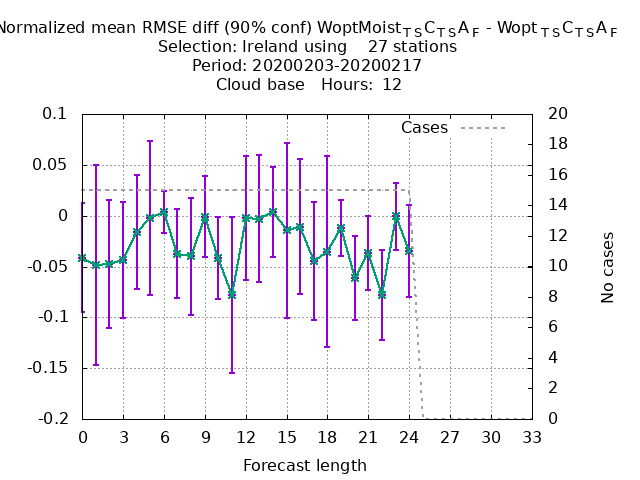 Normalized mean RMSE diff (90% conf) WoptMoist_TSC_TSA_F - Wopt_TSC_TSA_F
Selection: Ireland using 27 stations
Period: 20200203-20200217
Cloud base Hours: 12
Cases
0.1
0.05
0
-0.05
-0.1
-0.15
-0.2
20
18
16
14
12
10
8
6
4
2
0
No cases
0 3 6 9 12 15 18 21 24 27 30 33
Forecast length